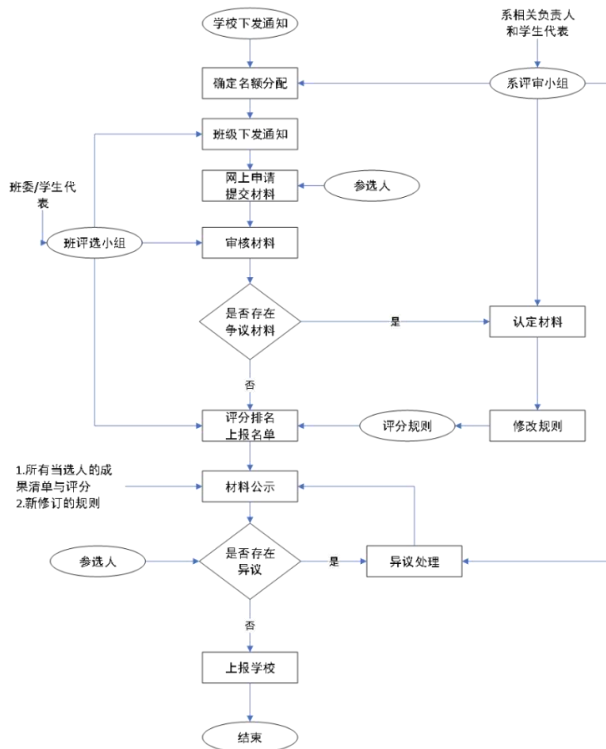 学校下发通知
系相关负责人
和学生代表
确定名额分配
系评审小组
班级下发通知
网上申请
提交材料
参选人
班委/学生代
表
班评选小组
审核材料
是否存在
争议材料
是
认定材料
否
评分排名
上报名单
评分规则
修改规则
1.所有当选人的成
果清单与评分
2.新修订的规则
材料公示
参选人
是否存在
异议
是
异议处理
否
上报学校
结束